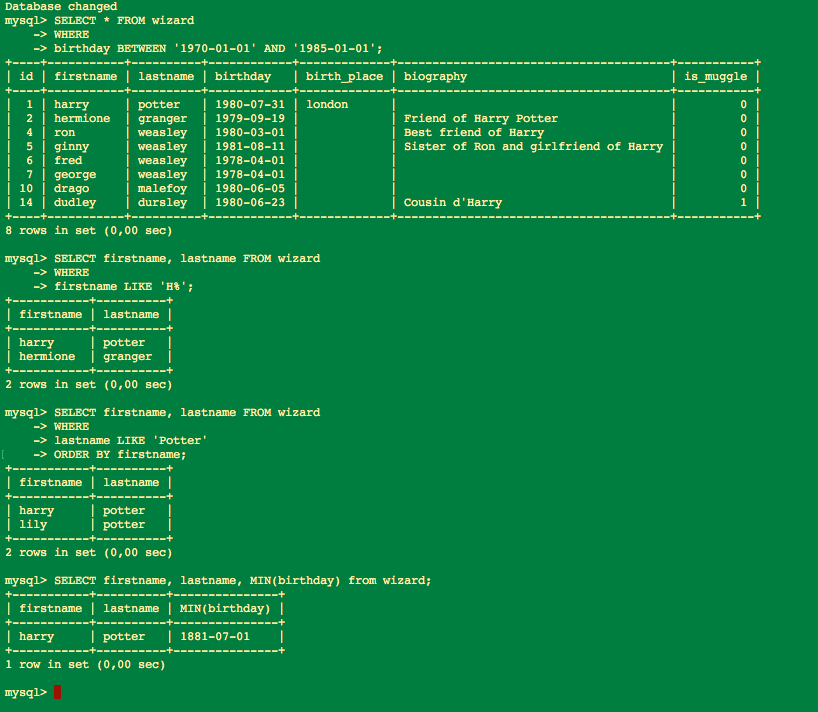 Database changed
mysql> SELECT * FROM wizard
    -> WHERE
    -> birthday BETWEEN '1970-01-01' AND '1985-01-01';
+----+-----------+----------+------------+-------------+---------------------------------------+-----------+
| id | firstname | lastname | birthday   | birth_place | biography                             | is_muggle |
+----+-----------+----------+------------+-------------+---------------------------------------+-----------+
|  1 | harry     | potter   | 1980-07-31 | london      |                                       |         0 |
|  2 | hermione  | granger  | 1979-09-19 |             | Friend of Harry Potter                |         0 |
|  4 | ron       | weasley  | 1980-03-01 |             | Best friend of Harry                  |         0 |
|  5 | ginny     | weasley  | 1981-08-11 |             | Sister of Ron and girlfriend of Harry |         0 |
|  6 | fred      | weasley  | 1978-04-01 |             |                                       |         0 |
|  7 | george    | weasley  | 1978-04-01 |             |                                       |         0 |
| 10 | drago     | malefoy  | 1980-06-05 |             |                                       |         0 |
| 14 | dudley    | dursley  | 1980-06-23 |             | Cousin d'Harry                        |         1 |
+----+-----------+----------+------------+-------------+---------------------------------------+-----------+
8 rows in set (0,00 sec)
mysql> SELECT firstname, lastname FROM wizard
    -> WHERE
    -> firstname LIKE 'H%';
+-----------+----------+
| firstname | lastname |
+-----------+----------+
| harry     | potter   |
| hermione  | granger  |
+-----------+----------+
2 rows in set (0,00 sec)
mysql> SELECT firstname, lastname FROM wizard
    -> WHERE
    -> lastname LIKE 'Potter'
[   -> ORDER BY firstname;
+-----------+----------+
| firstname | lastname |
+-----------+----------+
| harry     | potter   |
| lily      | potter   |
+-----------+----------+
2 rows in set (0,00 sec)
mysql> SELECT firstname, lastname, MIN(birthday) from wizard;
+-----------+----------+---------------+
| firstname | lastname | MIN(birthday) |
+-----------+----------+---------------+
| harry     | potter   | 1881-07-01    |
+-----------+----------+---------------+
1 row in set (0,00 sec)
mysql>